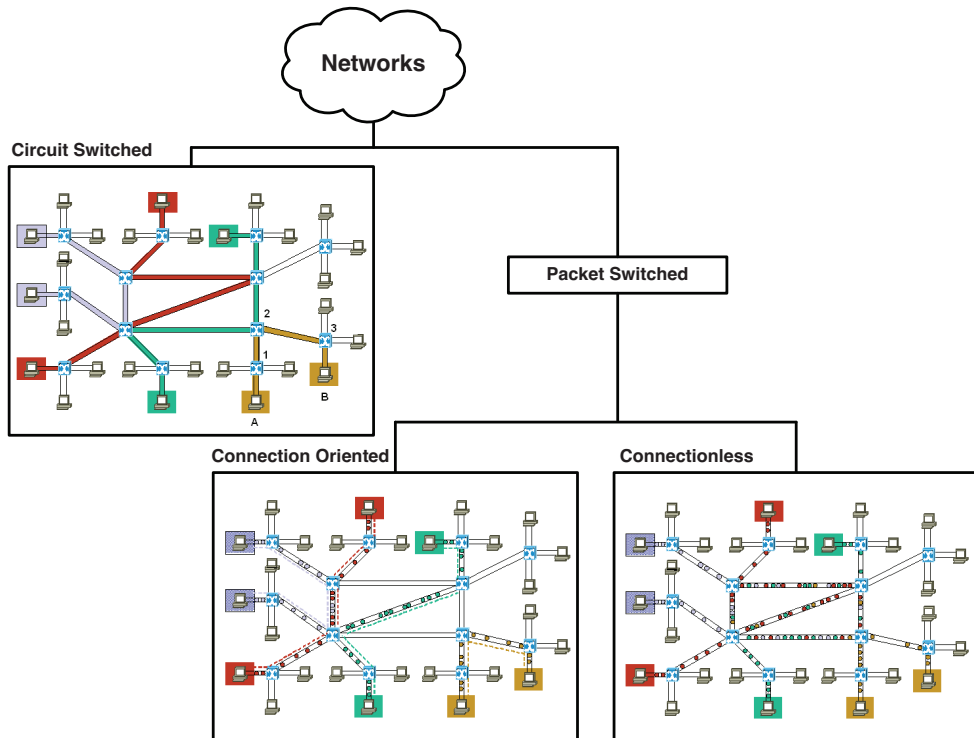 Networks
Circuit Switched
2
3
1
B
A
Packet Switched
Connection Oriented
Connectionless